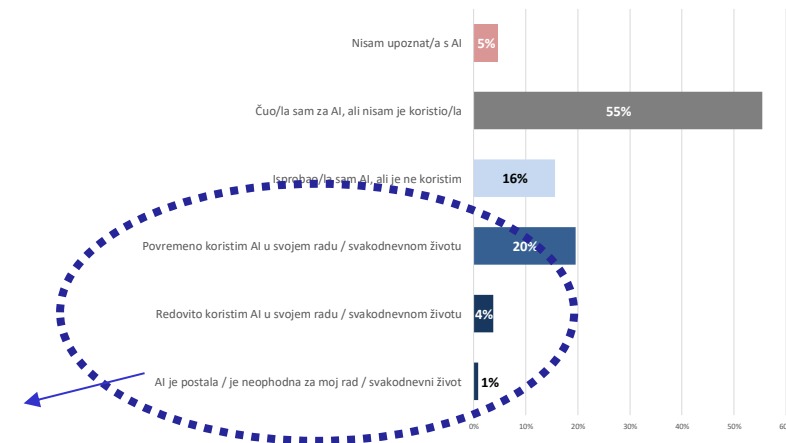 Nisam upoznat/a s AI
5%
Čuo/la sam za AI, ali nisam je koristio/la
55%
Isprobao/la sam AI, ali je ne koristim
16%
Povremeno koristim AI u svojem radu / svakodnevnom životu
20%
Redovito koristim AI u svojem radu / svakodnevnom životu
4%
AI je postala / je neophodna za moj rad / svakodnevni život
1%
0% 10% 20% 30% 40% 50%